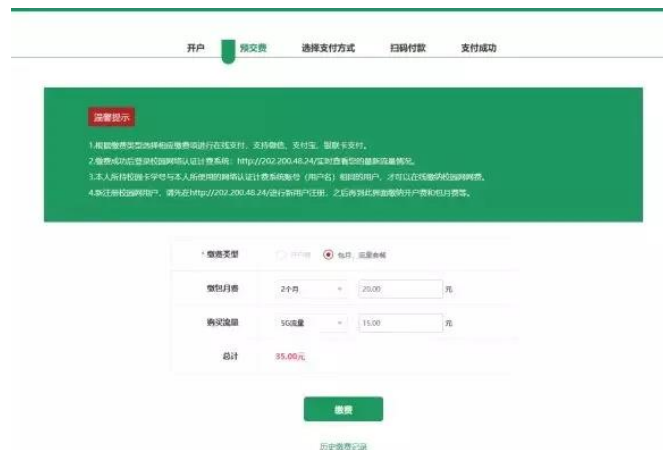 开户 预交费 选择支付方式 扫码付款 支付成功
温馨提示
1.根据缴费类型选择相应缴费项进行在线支付，支持微信、支付宝、银联卡支付。
2.缴费成功后登录校园网络认证计费系统：http://202.200.48.24/实时查看您的最新流量情况。
3.本人所持校园卡学号与本人所使用的网络认证计费系统账号（用户名）相同的用户，才可以在线缴纳校园网网费。
4.新注册校园网用户，请先在http://202.200.48.24/进行新用户注册，之后再到此界面缴纳开户费和包月费等。
* 缴费类型 开户费 包月、流量套餐
缴包月费 2个月 20.00 元
购买流量 5G流量 15.00 元
总计 35.00元
缴费
历史缴费记录